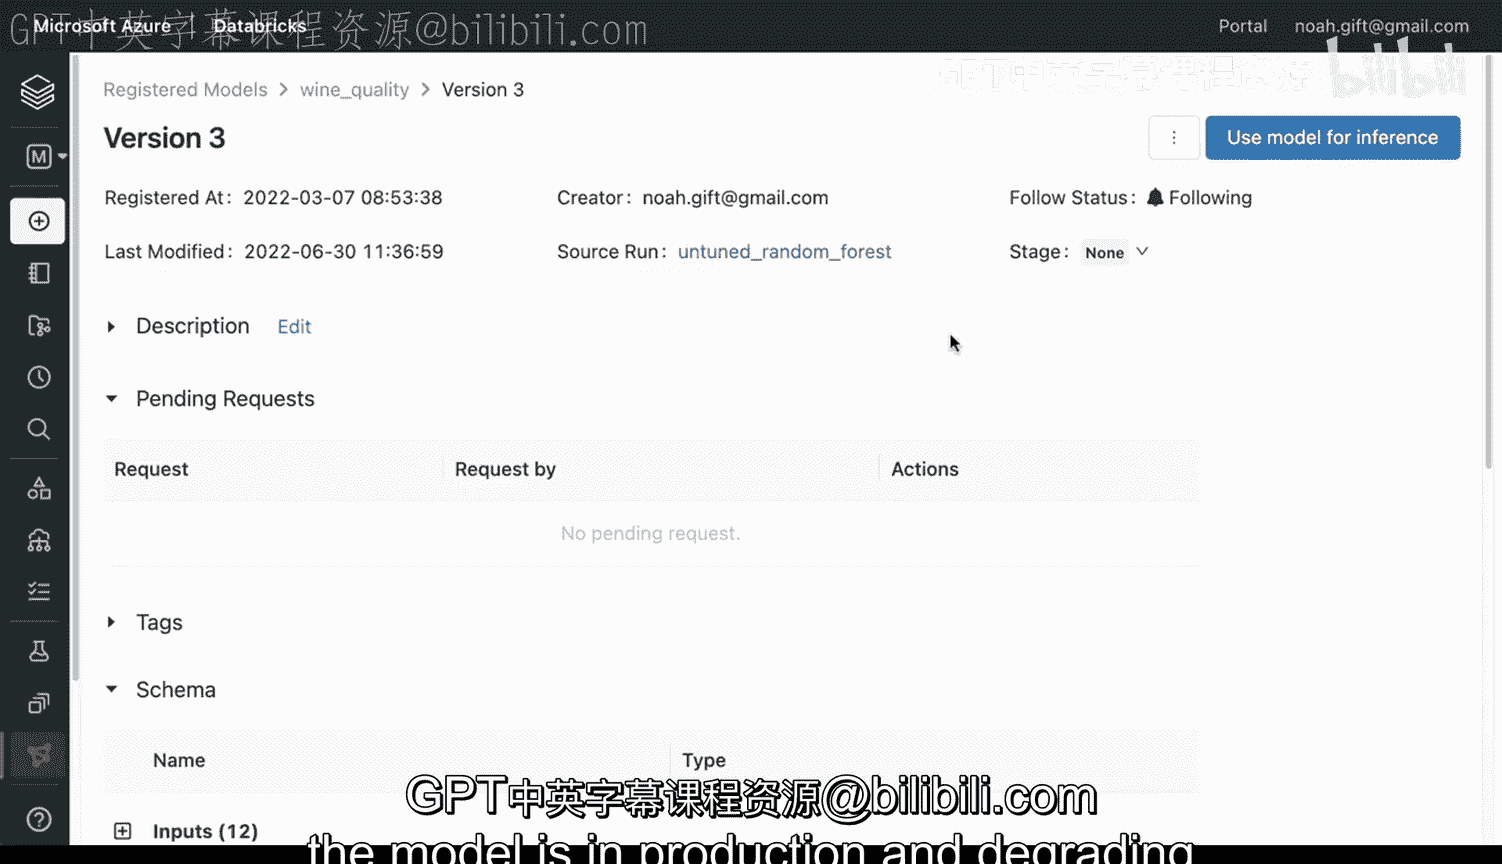 Microsoft Azure | Databricks
GPT中英字幕课程资源@bilibili.com
Portal
noah.gift@gmail.com
bilibili
Registered Models > wine_quality > Version 3
Version 3
Use model for inference
Registered At: 2022-03-07 08:53:38
Creator: noah.gift@gmail.com
Follow Status: Following
Last Modified: 2022-06-30 11:36:59
Source Run: untuned_random_forest
Stage: None
Description Edit
Pending Requests
Request
Request by
Actions
No pending request.
Tags
Schema
Name
Type
GPT中英字幕课程资源@bilibili.com
Inputs (12)
the model is in production and degrading